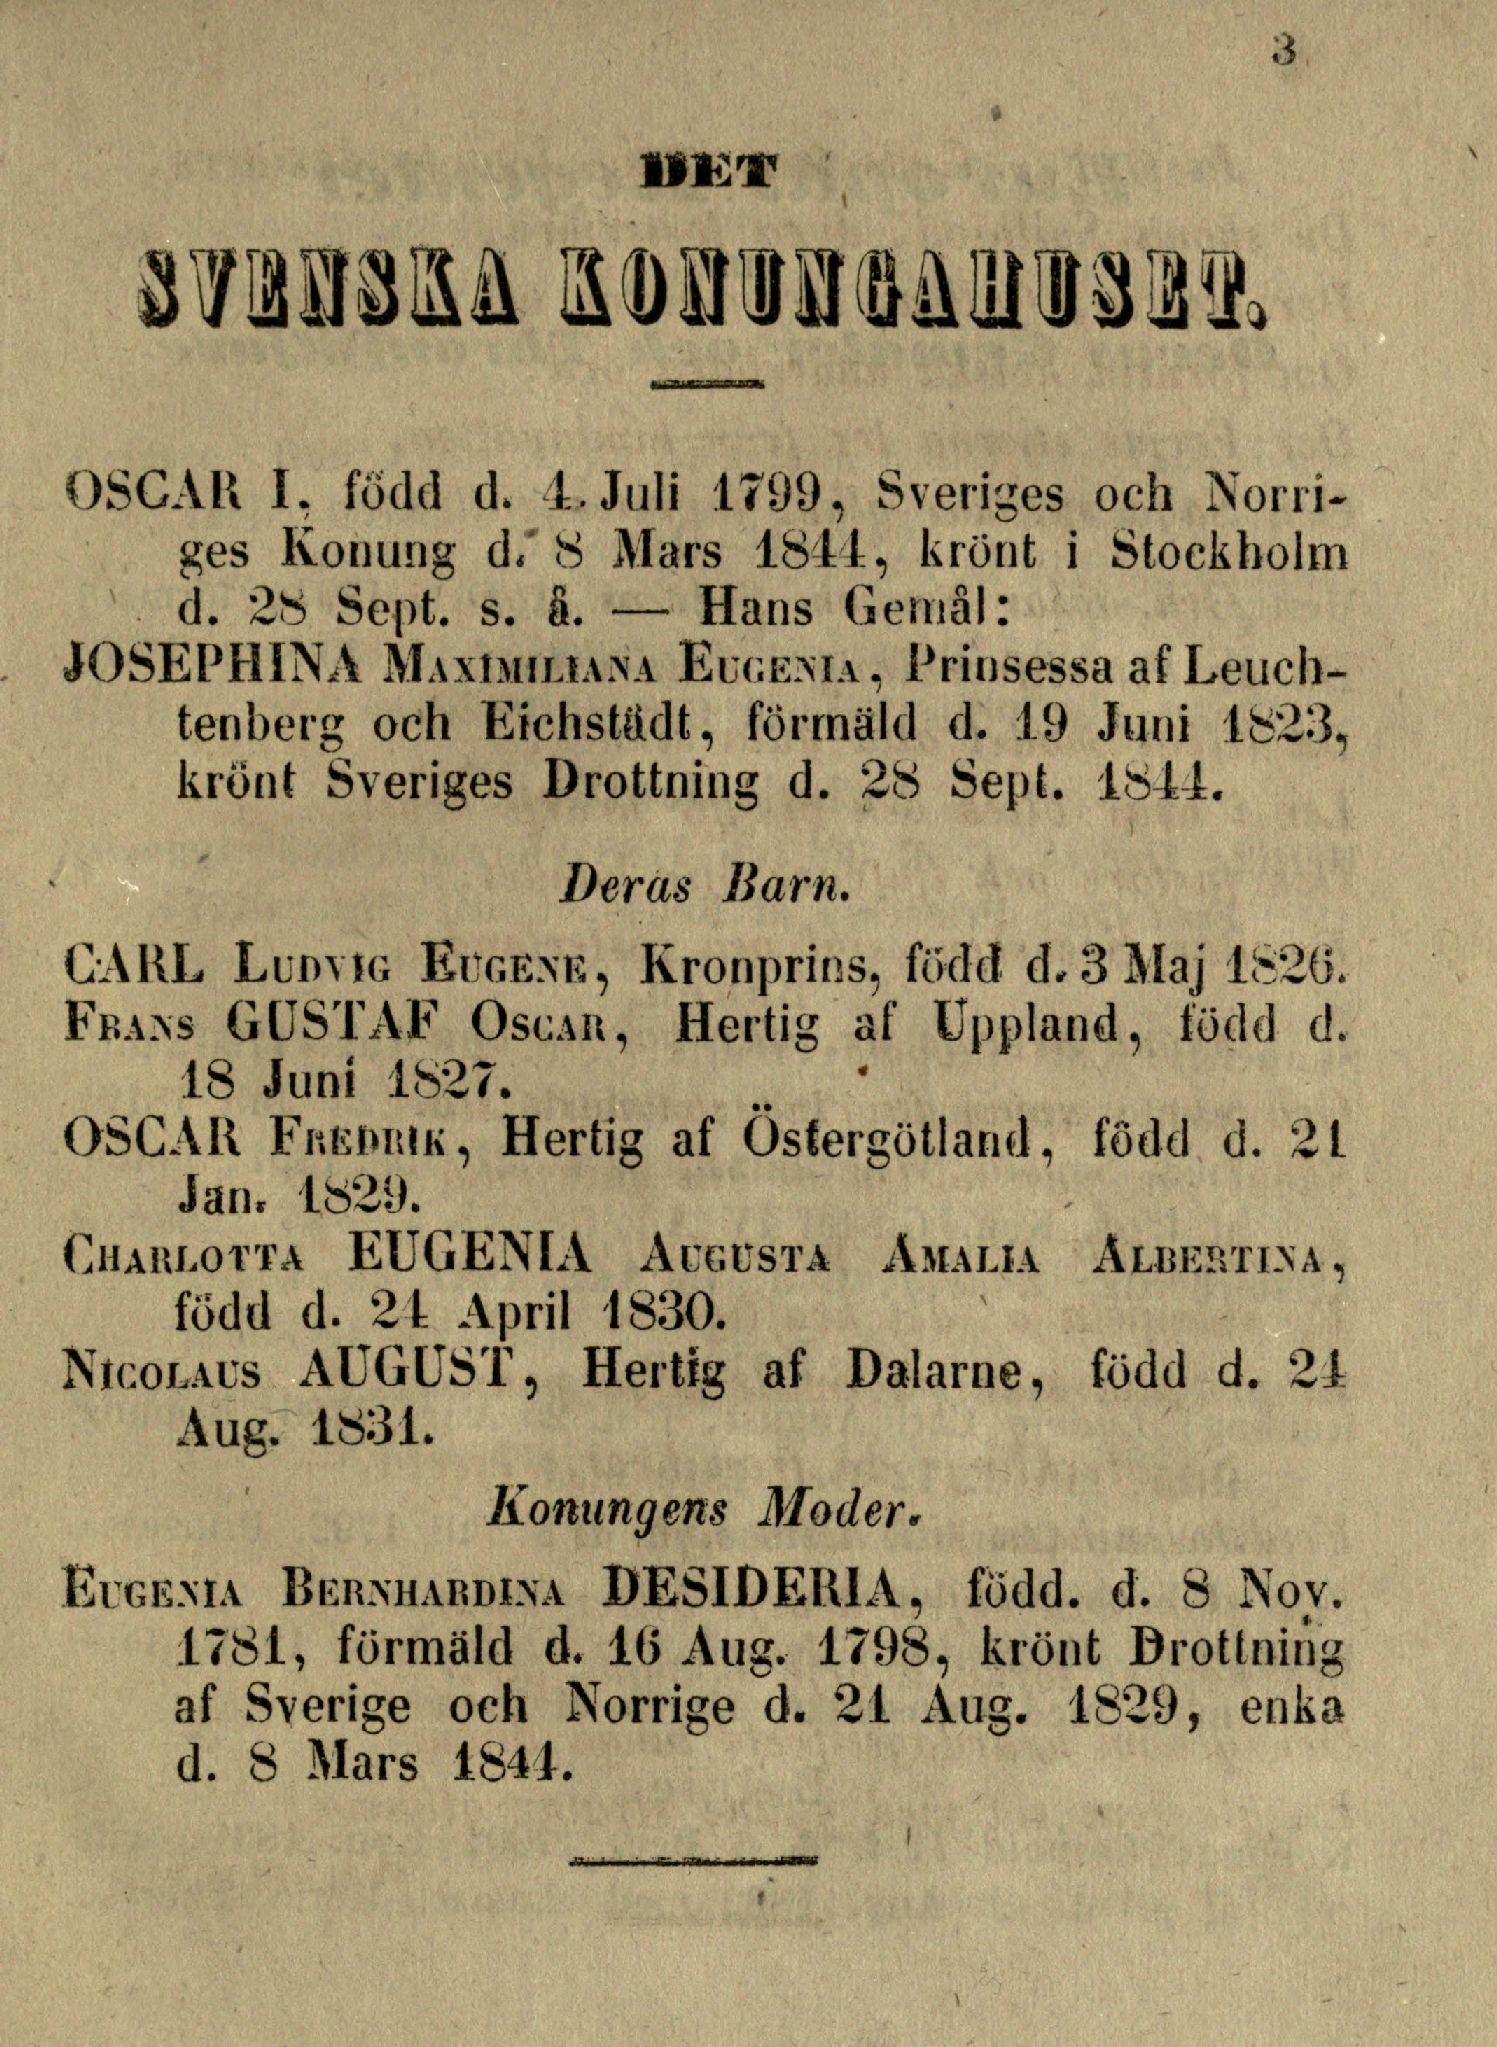 3
DET
SVENSKA KONUNGAHUSET.
OSCAR I, född d. 4. Juli 1799, Sveriges och Norri-
ges Konung d. 8 Mars 1844, krönt i Stockholm
d. 28 Sept. s. å. — Hans Gemål:
JOSEPHINA MAXIMILIANA EUGENIA, Prinsessa af Leuch-
tenberg och Eichstädt, förmäld d. 19 Juni 1823,
krönt Sveriges Drottning d. 28 Sept. 1844.
Deras Barn.
CARL LUDVIG EUGENE, Kronprins, född d. 3 Maj 1826.
FRANS GUSTAF OSCAR, Hertig af Uppland, född d.
18 Juni 1827.
OSCAR FREDRIK, Hertig af Östergötland, född d. 21
Jan. 1829.
CHARLOTTA EUGENIA AUGUSTA AMALIA ALBERTINA,
född d. 24 April 1830.
NICOLAUS AUGUST, Hertig af Dalarne, född d. 24
Aug. 1831.
Konungens Moder.
EUGENIA BERNHARDINA DESIDERIA, född. d. 8 Nov.
1781, förmäld d. 16 Aug. 1798, krönt Drottning
af Sverige och Norrige d. 21 Aug. 1829, enka
d. 8 Mars 1844.